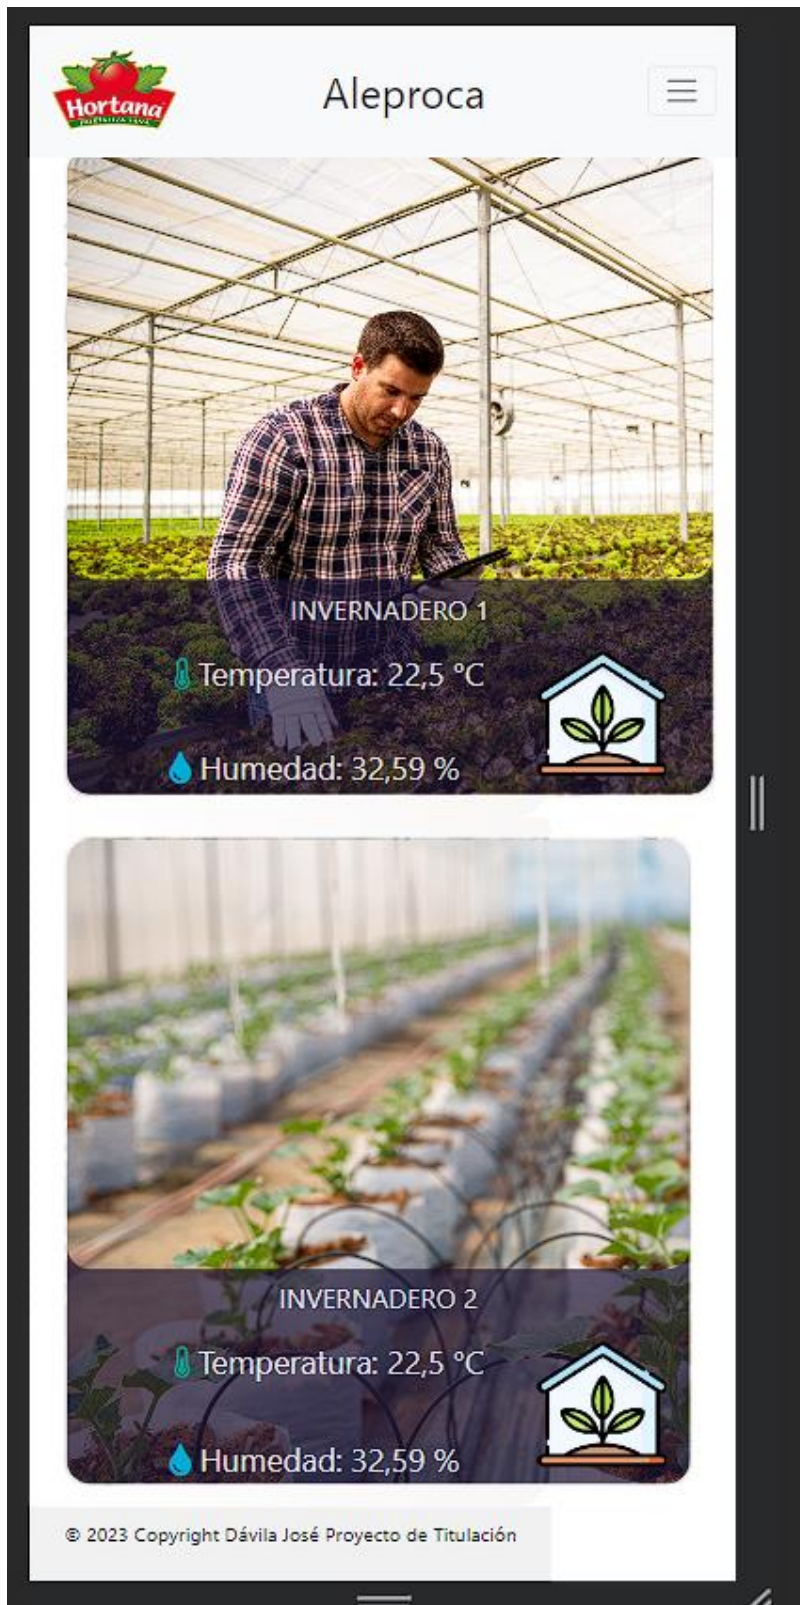 Hortana
Aleproca
INVERNADERO 1
Temperatura: 22,5 °C
Humedad: 32,59 %
INVERNADERO 2
Temperatura: 22,5 °C
Humedad: 32,59 %
© 2023 Copyright Dávila José Proyecto de Titulación